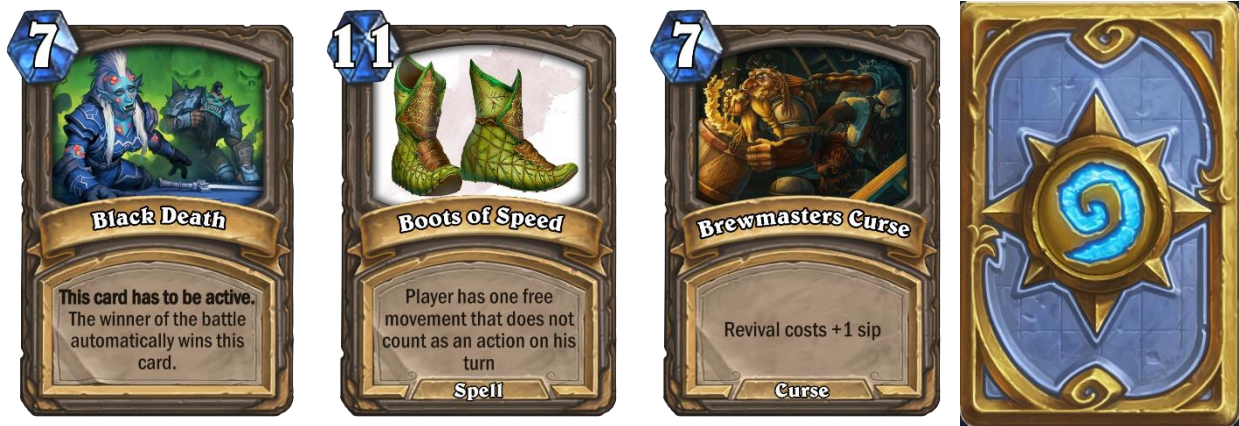 7
Black Death
This card has to be active.
The winner of the battle
automatically wins this
card.
11
Boots of Speed
Player has one free
movement that does not
count as an action on his
turn
Spell
7
Brewmasters Curse
Revival costs +1 sip
Curse